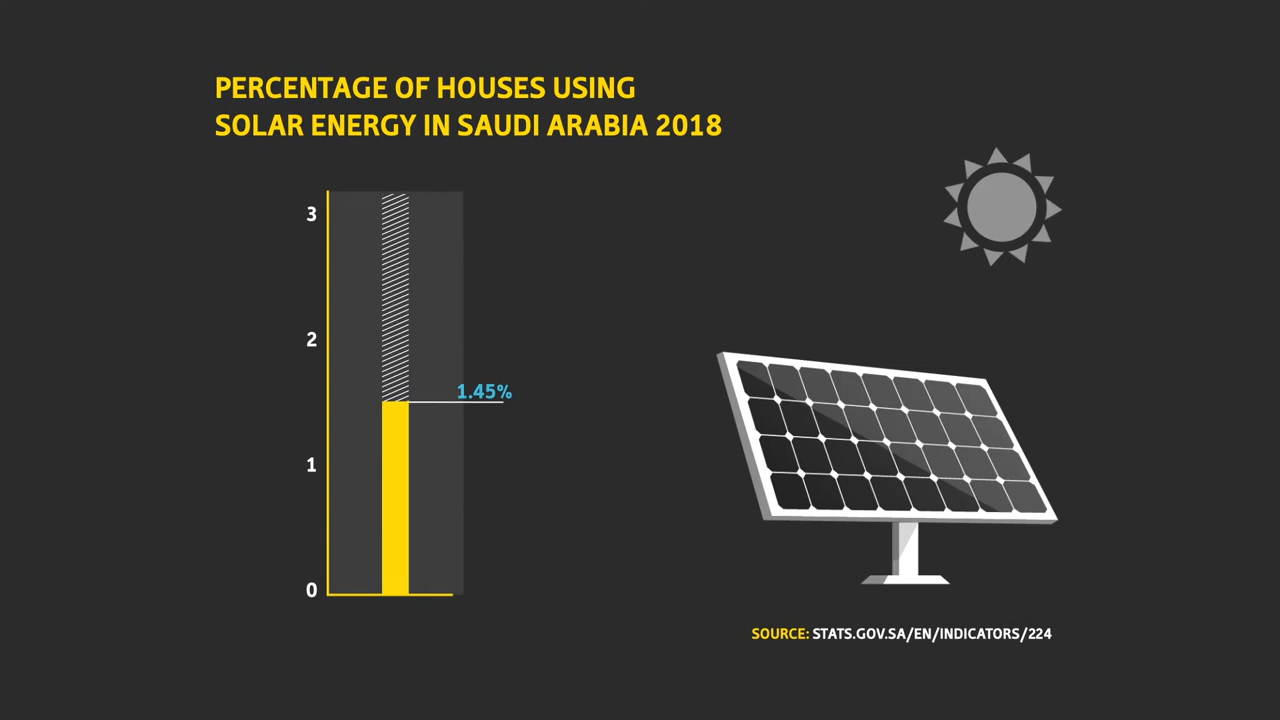 PERCENTAGE OF HOUSES USING
SOLAR ENERGY IN SAUDI ARABIA 2018
3
2
1.45%
1
0
SOURCE: STATS.GOV.SA/EN/INDICATORS/224